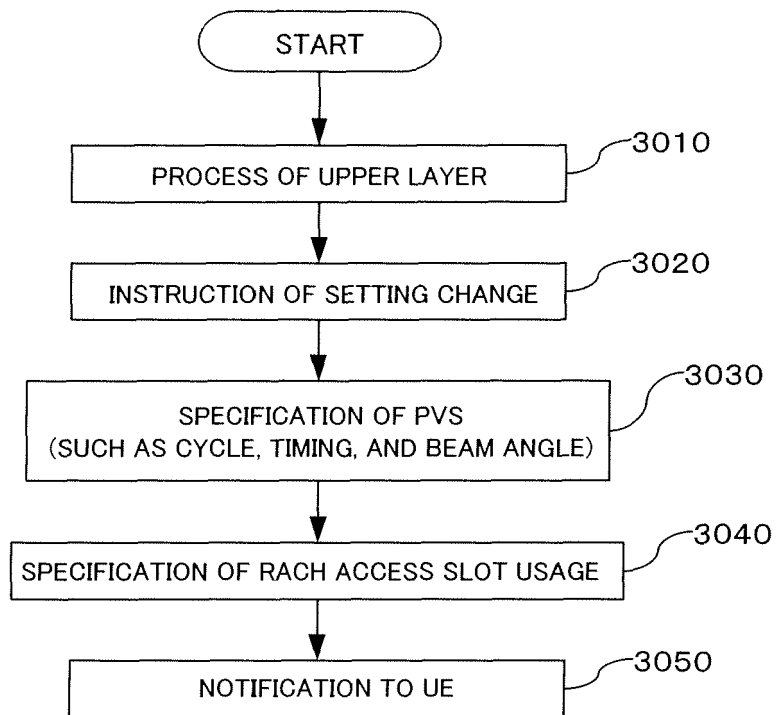 START
PROCESS OF UPPER LAYER
3010
INSTRUCTION OF SETTING CHANGE
3020
SPECIFICATION OF PVS
(SUCH AS CYCLE, TIMING, AND BEAM ANGLE)
3030
SPECIFICATION OF RACH ACCESS SLOT USAGE
3040
NOTIFICATION TO UE
3050